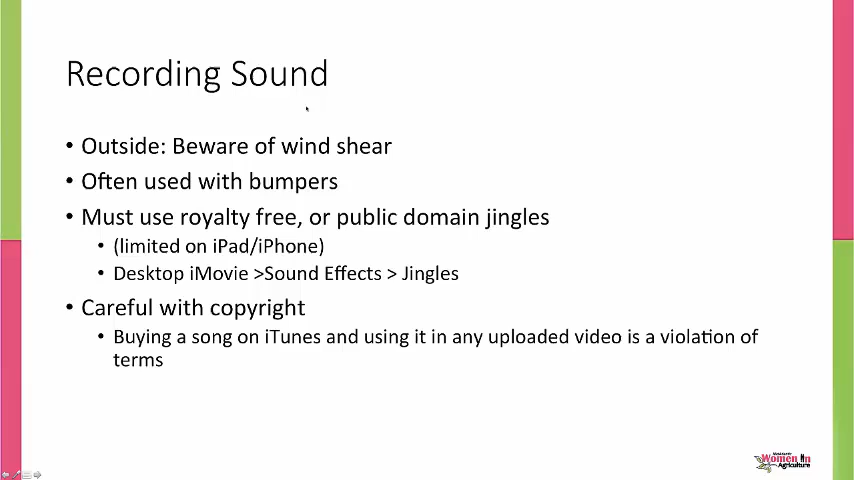 Recording Sound
• Outside: Beware of wind shear
• Often used with bumpers
• Must use royalty free, or public domain jingles
• (limited on iPad/iPhone)
• Desktop iMovie >Sound Effects > Jingles
• Careful with copyright
• Buying a song on iTunes and using it in any uploaded video is a violation of
terms
Women In
Agriculture